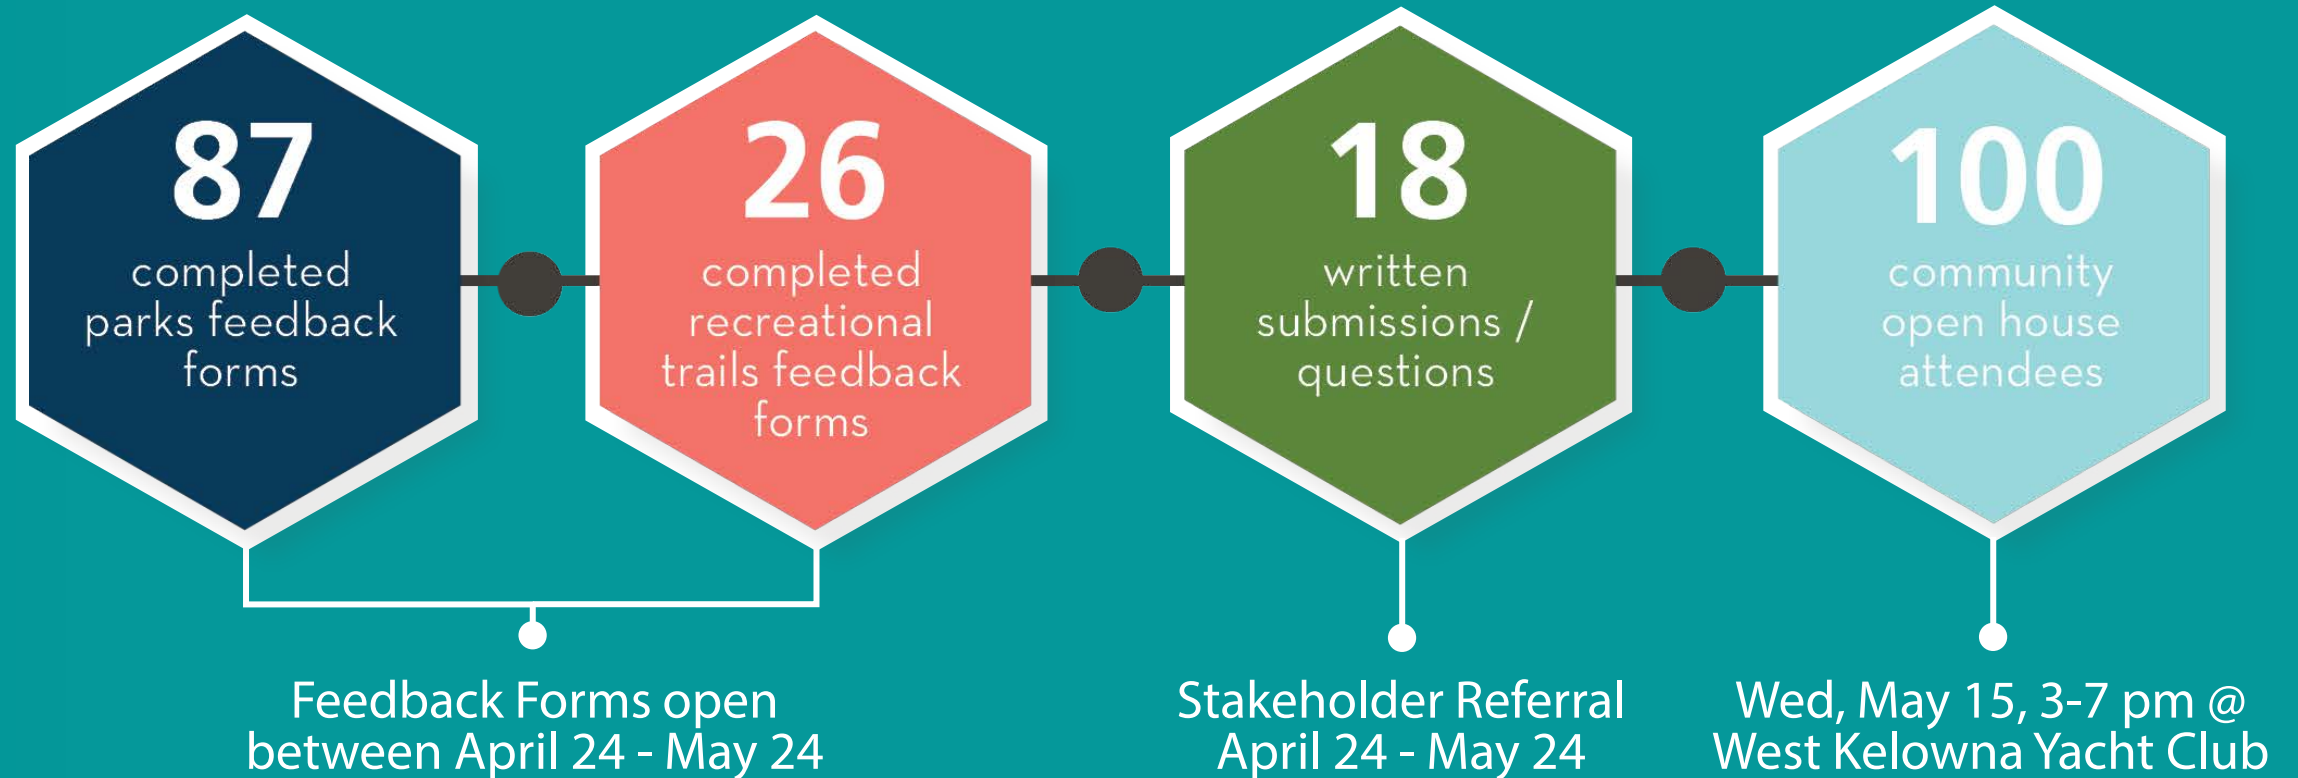 87
completed
parks feedback
forms
26
completed
recreational
trails feedback
forms
18
written
submissions /
questions
100
community
open house
attendees
Feedback Forms open
between April 24 - May 24
Stakeholder Referral
April 24 - May 24
Wed, May 15, 3-7 pm @
West Kelowna Yacht Club